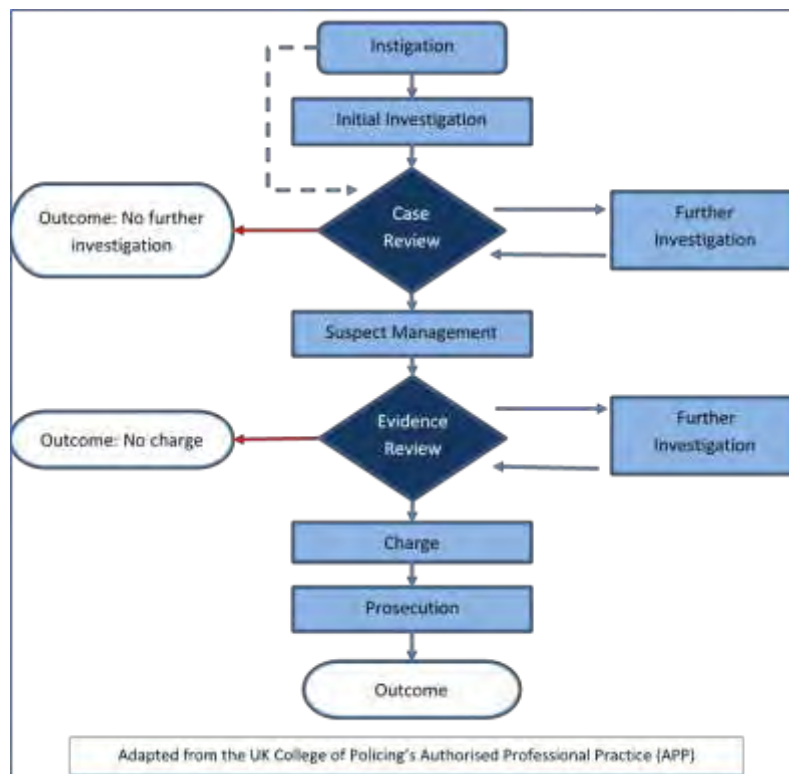 Instigation
Initial Investigation
Outcome: No further
investigation
Case
Review
Further
Investigation
Suspect Management
Outcome: No charge
Evidence
Review
Further
Investigation
Charge
Prosecution
Outcome
Adapted from the UK College of Policing's Authorised Professional Practice (APP)